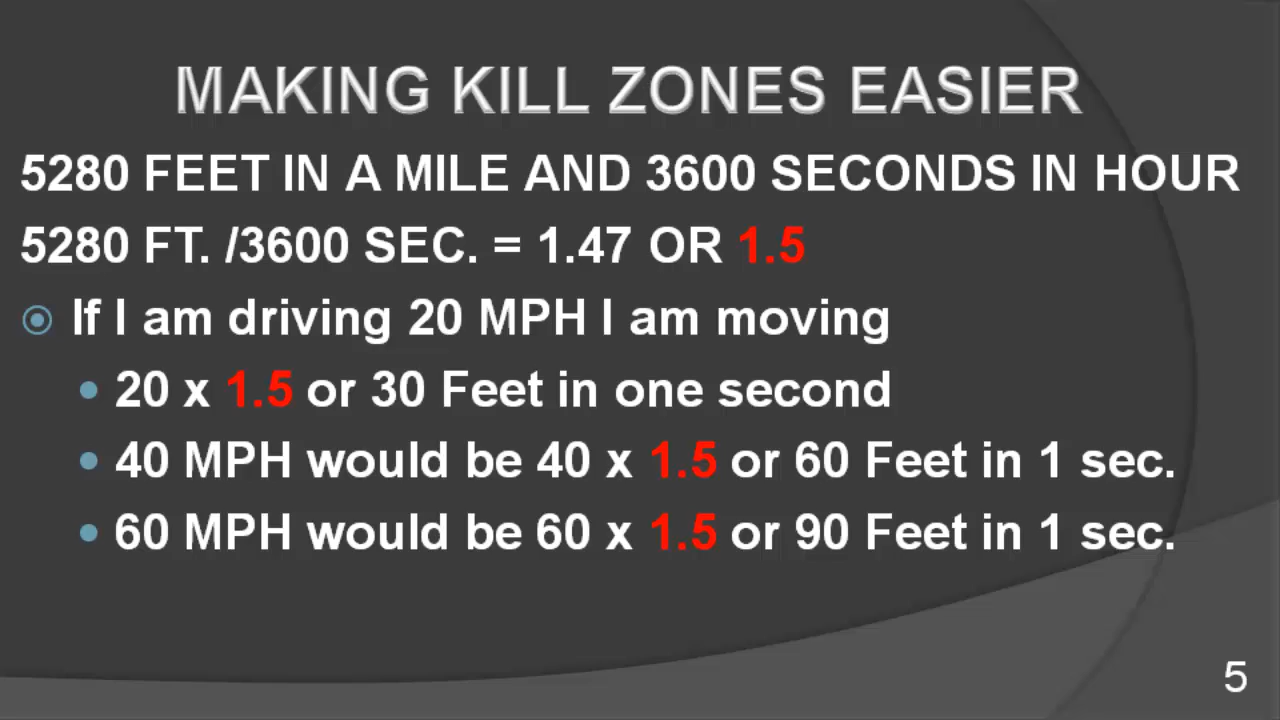 MAKING KILL ZONES EASIER
5280 FEET IN A MILE AND 3600 SECONDS IN HOUR
5280 FT. /3600 SEC. = 1.47 OR 1.5
If I am driving 20 MPH I am moving
20 x 1.5 or 30 Feet in one second
40 MPH would be 40 x 1.5 or 60 Feet in 1 sec.
60 MPH would be 60 x 1.5 or 90 Feet in 1 sec.
5